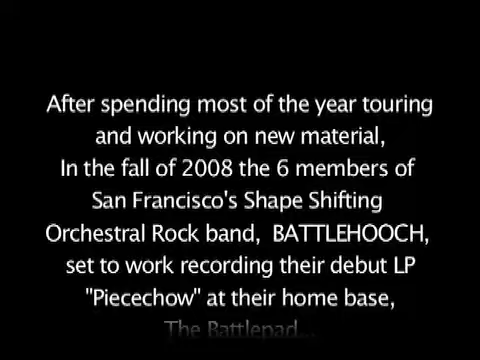 After spending most of the year touring
and working on new material,
In the fall of 2008 the 6 members of
San Francisco's Shape Shifting
Orchestral Rock band,  BATTLEHOOCH,
set to work recording their debut LP
"Piecechow" at their home base,
The Battlepad...